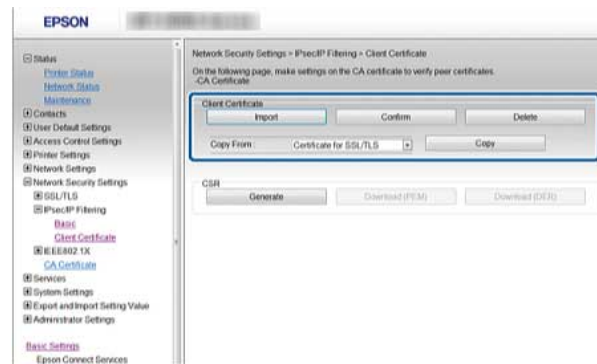 EPSON
Status
Printer Status
Network Status
Maintenance
Contacts
User Default Settings
Access Control Settings
Printer Settings
Network Settings
Network Security Settings
SSL/TLS
IPsec/IP Filtering
Basic
Client Certificate
IEEE802.1X
CA Certificate
Services
System Settings
Export and Import Setting Value
Administrator Settings
Basic Settings
Epson Connect Services
Network Security Settings > IPsec/IP Filtering > Client Certificate
On the following page, make settings on the CA certificate to verify peer certificates.
-CA Certificate
Client Certificate
Import Confirm Delete
Copy From : Certificate for SSL/TLS Copy
CSR
Generate Download (PEM) Download (DER)